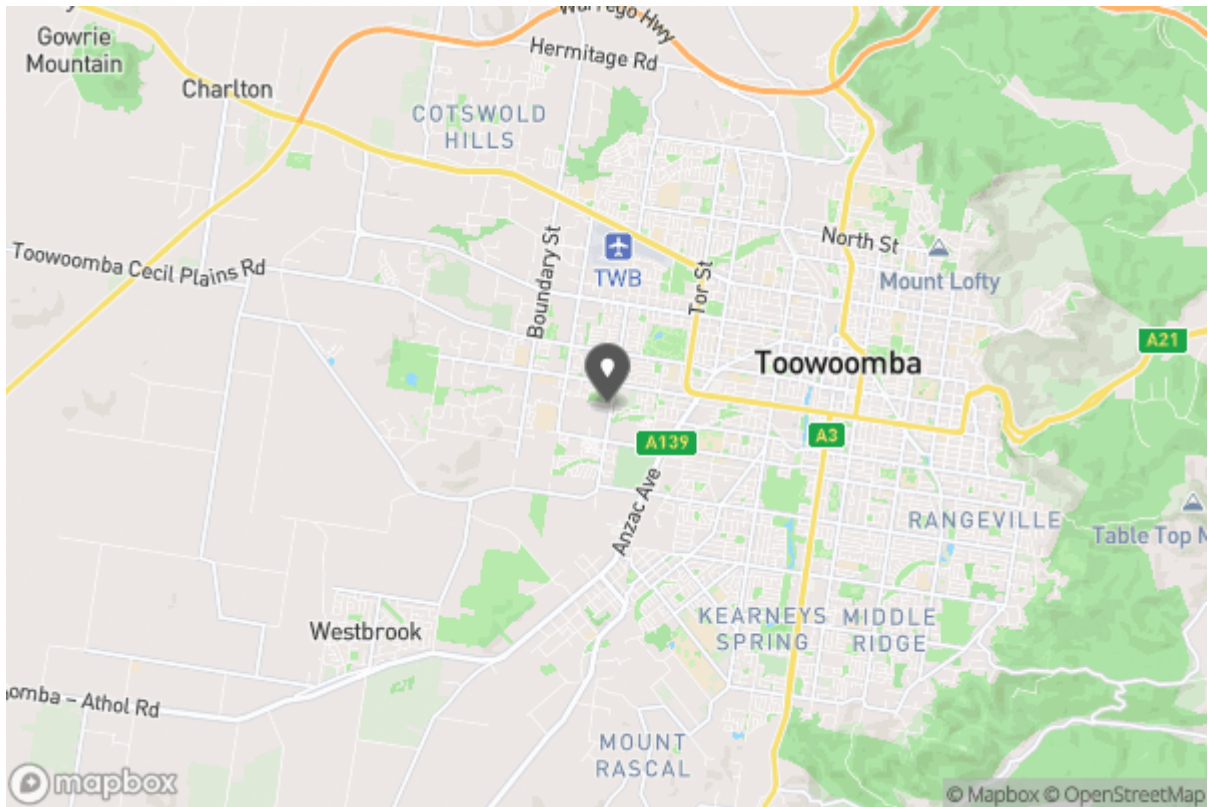 Warrego Hwy
Gowrie
Mountain
Hermitage Rd
Charlton
COTSWOLD
HILLS
North St
Toowoomba Cecil Plains Rd
Boundary St
TWB
Tor St
Mount Lofty
A21
Toowoomba
A139
A3
Anzac Ave
RANGEVILLE
Table Top M
Westbrook
KEARNEYS
SPRING
MIDDLE
RIDGE
omba – Athol Rd
MOUNT
RASCAL
mapbox
© Mapbox © OpenStreetMap